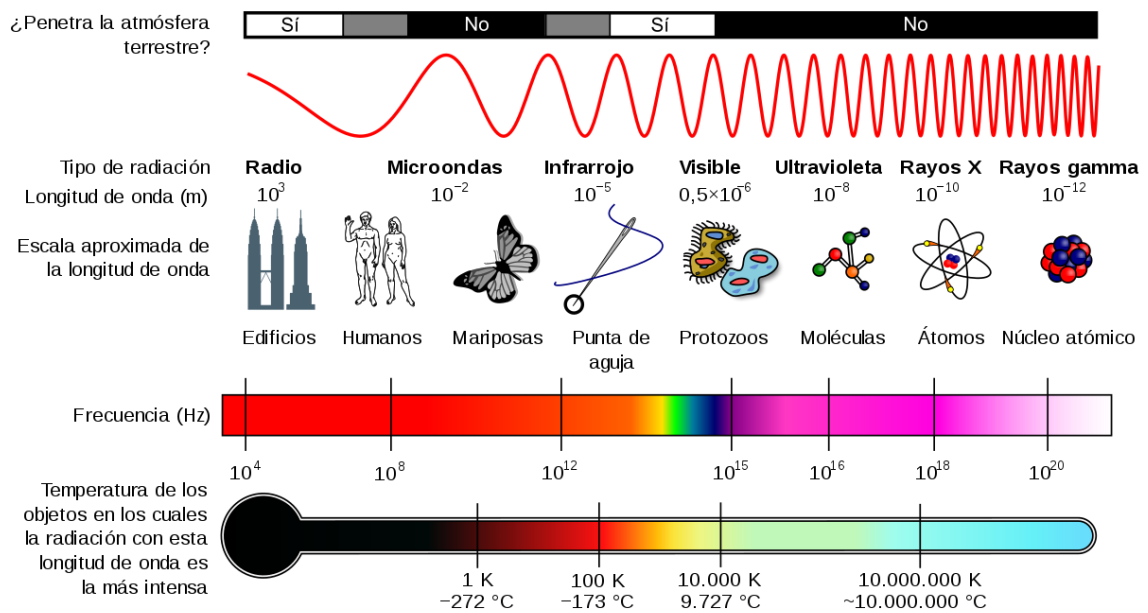 ¿Penetra la atmósfera
terrestre?
Sí No Sí No
Tipo de radiación Radio Microondas Infrarrojo Visible Ultravioleta Rayos X Rayos gamma
Longitud de onda (m) 10³ 10⁻² 10⁻⁵ 0,5×10⁻⁶ 10⁻⁸ 10⁻¹⁰ 10⁻¹²
Escala aproximada de
la longitud de onda
Edificios Humanos Mariposas Punta de Protozoos Moléculas Átomos Núcleo atómico
aguja
Frecuencia (Hz)
10⁴ 10⁸ 10¹² 10¹⁵ 10¹⁶ 10¹⁸ 10²⁰
Temperatura de los
objetos en los cuales
la radiación con esta
longitud de onda es
la más intensa
1 K 100 K 10.000 K 10.000.000 K
−272 °C −173 °C 9.727 °C ~10.000.000 °C